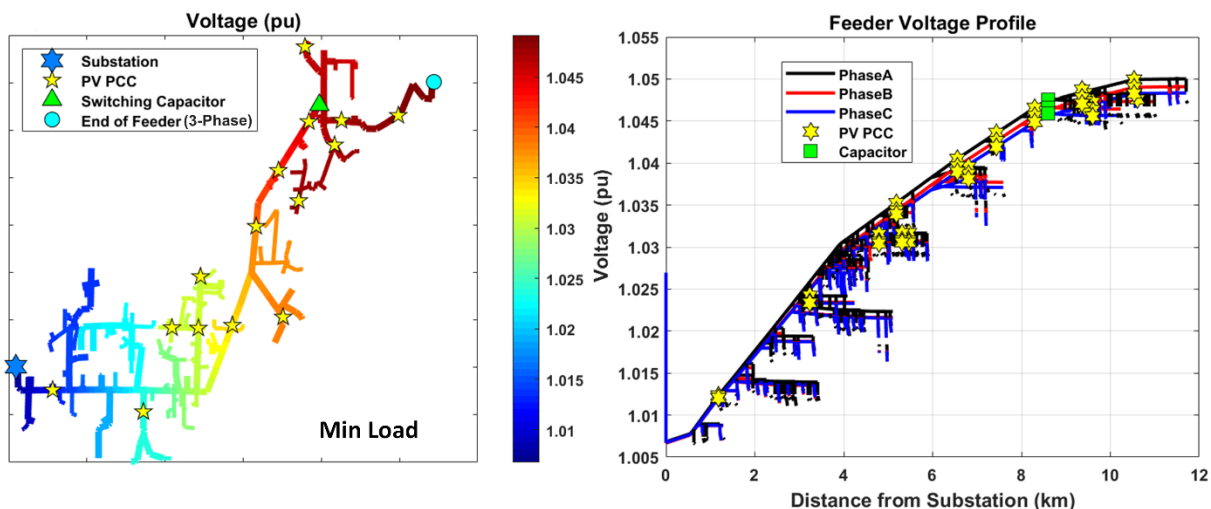 Voltage (pu)
Substation
PV PCC
Switching Capacitor
End of Feeder (3-Phase)
Min Load
1.045
1.04
1.035
1.03
1.025
1.02
1.015
1.01
Feeder Voltage Profile
Voltage (pu)
1.055
1.05
1.045
1.04
1.035
1.03
1.025
1.02
1.015
1.01
1.005
PhaseA
PhaseB
PhaseC
PV PCC
Capacitor
0 2 4 6 8 10 12
Distance from Substation (km)